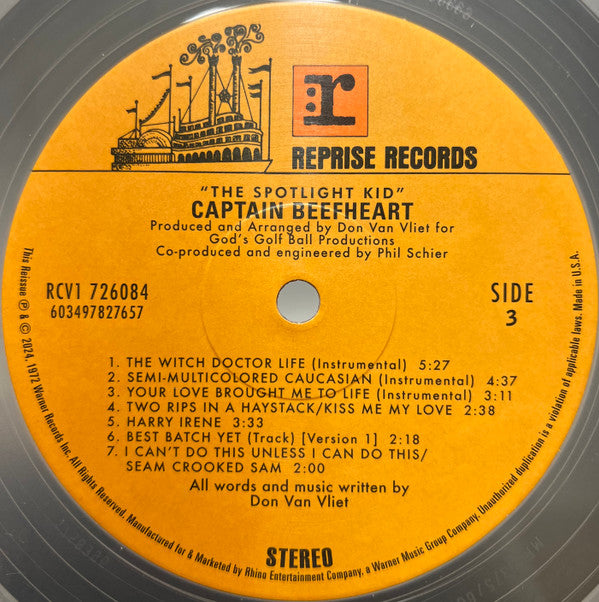 r
REPRISE RECORDS
"THE SPOTLIGHT KID"
CAPTAIN BEEFHEART
Produced and Arranged by Don Van Vliet for
God's Golf Ball Productions
Co-produced and engineered by Phil Schier
RCV1 726084
603497827657
SIDE
3
1. THE WITCH DOCTOR LIFE (Instrumental) 5:27
2. SEMI-MULTICOLORED CAUCASIAN (Instrumental) 4:37
3. YOUR LOVE BROUGHT ME TO LIFE (Instrumental) 3:11
4. TWO RIPS IN A HAYSTACK/KISS ME MY LOVE 2:38
5. HARRY IRENE 3:33
6. BEST BATCH YET (Track) [Version 1] 2:18
7. I CAN'T DO THIS UNLESS I CAN DO THIS/
SEAM CROOKED SAM 2:00
All words and music written by
Don Van Vliet
STEREO
This Reissue ℗ & © 2024, 1972 Warner Records Inc. All Rights Reserved. Manufactured for & Marketed by Rhino Entertainment Company, a Warner Music Group Company. Unauthorized duplication is a violation of applicable laws. Made in U.S.A.